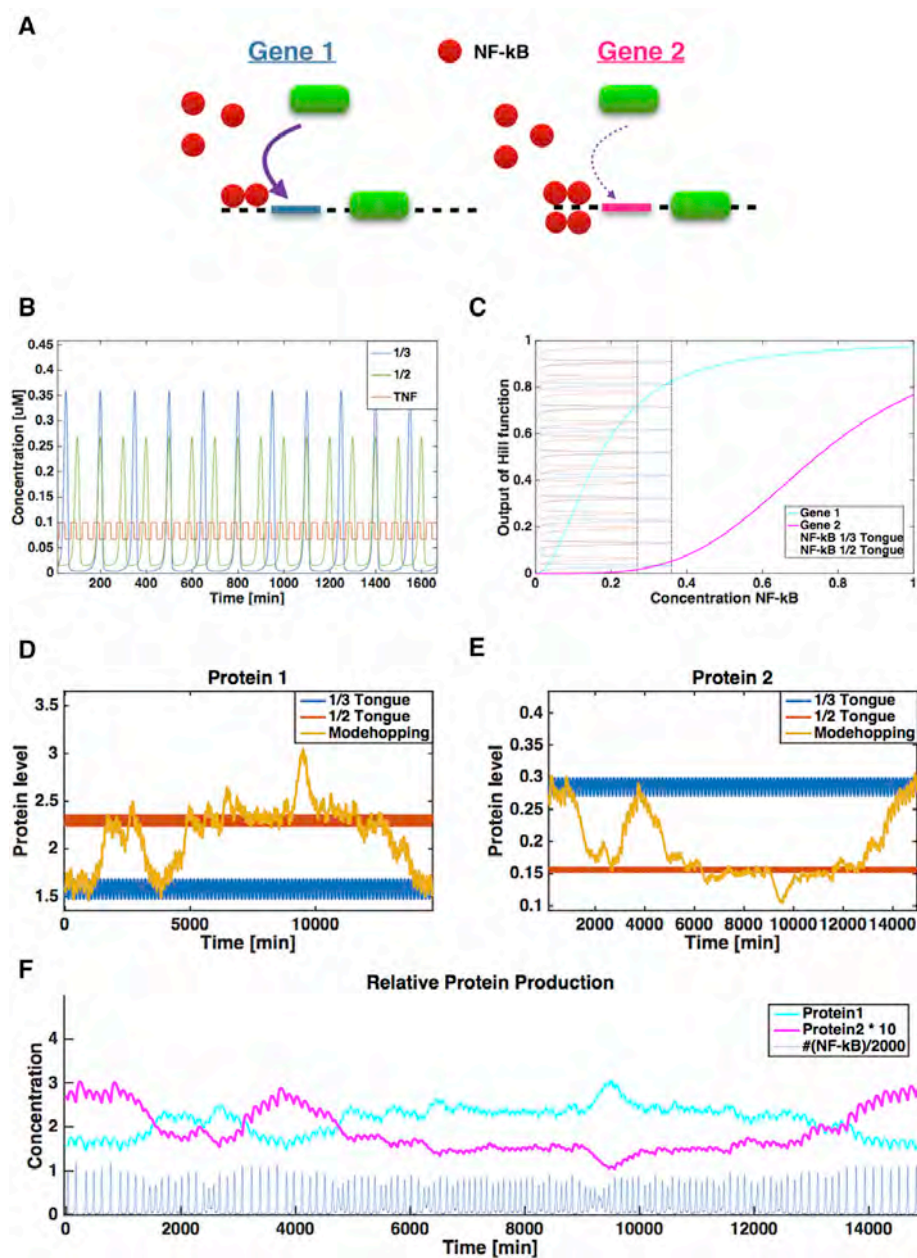 A
Gene 1
NF-kB
Gene 2
B
0.45
0.4
0.35
0.3
0.25
0.2
0.15
0.1
0.05
0
Concentration [uM]
1/3
1/2
TNF
200 400 600 800 1000 1200 1400 1600
Time [min]
C
1
0.8
0.6
0.4
0.2
0
Output of Hill function
Gene 1
Gene 2
NF-kB 1/3 Tongue
NF-kB 1/2 Tongue
0 0.2 0.4 0.6 0.8 1
Concentration NF-kB
D
Protein 1
3.5
3
2.5
2
1.5
Protein level
1/3 Tongue
1/2 Tongue
Modehopping
0 5000 10000
Time [min]
E
Protein 2
0.4
0.35
0.3
0.25
0.2
0.15
0.1
Protein level
1/3 Tongue
1/2 Tongue
Modehopping
2000 4000 6000 8000 10000 12000 14000
Time [min]
F
Relative Protein Production
4
3
2
1
0
Concentration
Protein1
Protein2 * 10
#(NF-kB)/2000
0 2000 4000 6000 8000 10000 12000 14000
Time [min]